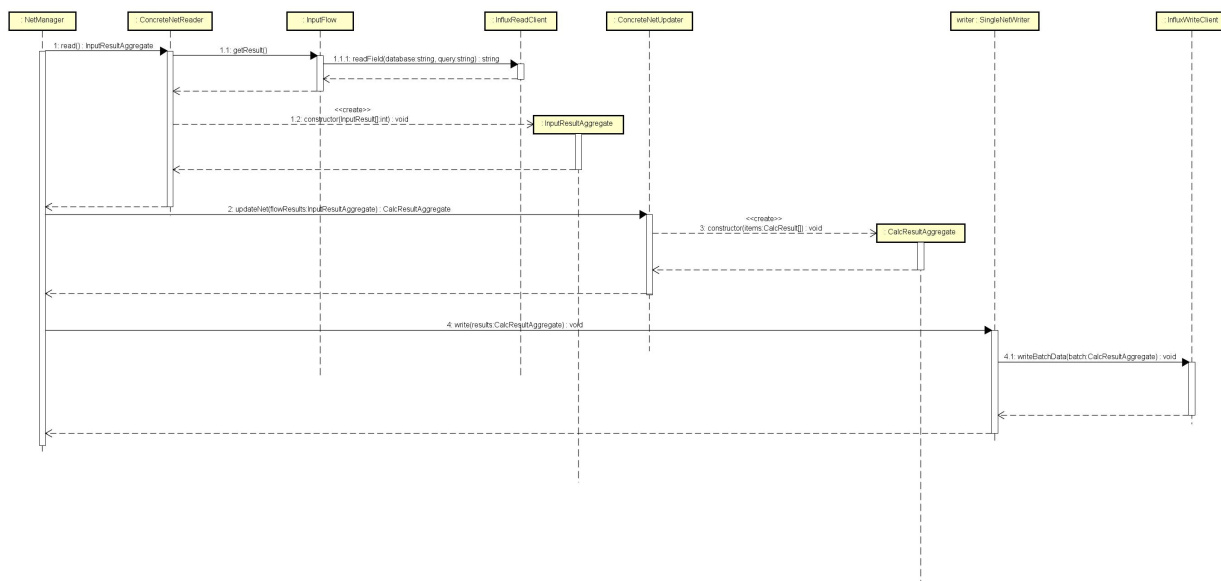 : NetManager
: ConcreteNetReader
: InputFlow
: InfluxReadClient
: ConcreteNetUpdater
writer : SingleNetWriter
: InfluxWriteClient
1: read() : InputResultAggregate
1.1: getResult()
1.1.1: readField(database:string, query:string) : string
<<create>>
1.2: constructor(InputResult[]:int) : void
: InputResultAggregate
2: updateNet(flowResults:InputResultAggregate) : CalcResultAggregate
<<create>>
3: constructor(items:CalcResult[]) : void
: CalcResultAggregate
4: write(results:CalcResultAggregate) : void
4.1: writeBatchData(batch:CalcResultAggregate) : void